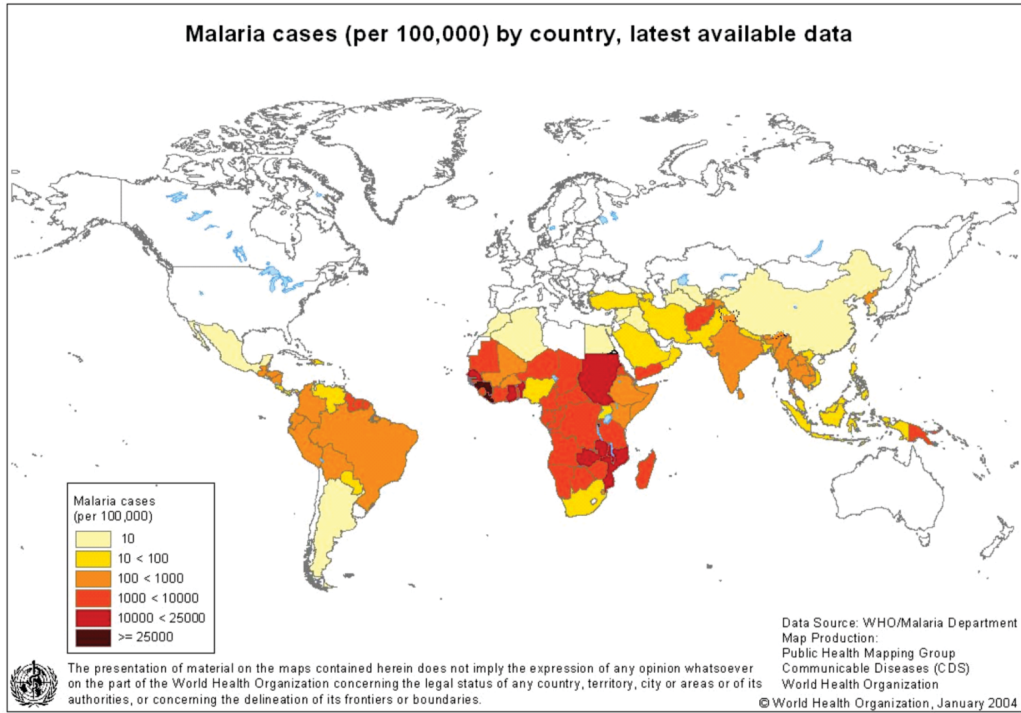 Malaria cases (per 100,000) by country, latest available data
Malaria cases
(per 100,000)
10
10 < 100
100 < 1000
1000 < 10000
10000 < 25000
>= 25000
Data Source: WHO/Malaria Department
Map Production:
Public Health Mapping Group
Communicable Diseases (CDS)
World Health Organization
© World Health Organization, January 2004
The presentation of material on the maps contained herein does not imply the expression of any opinion whatsoever
on the part of the World Health Organization concerning the legal status of any country, territory, city or areas or of its
authorities, or concerning the delineation of its frontiers or boundaries.